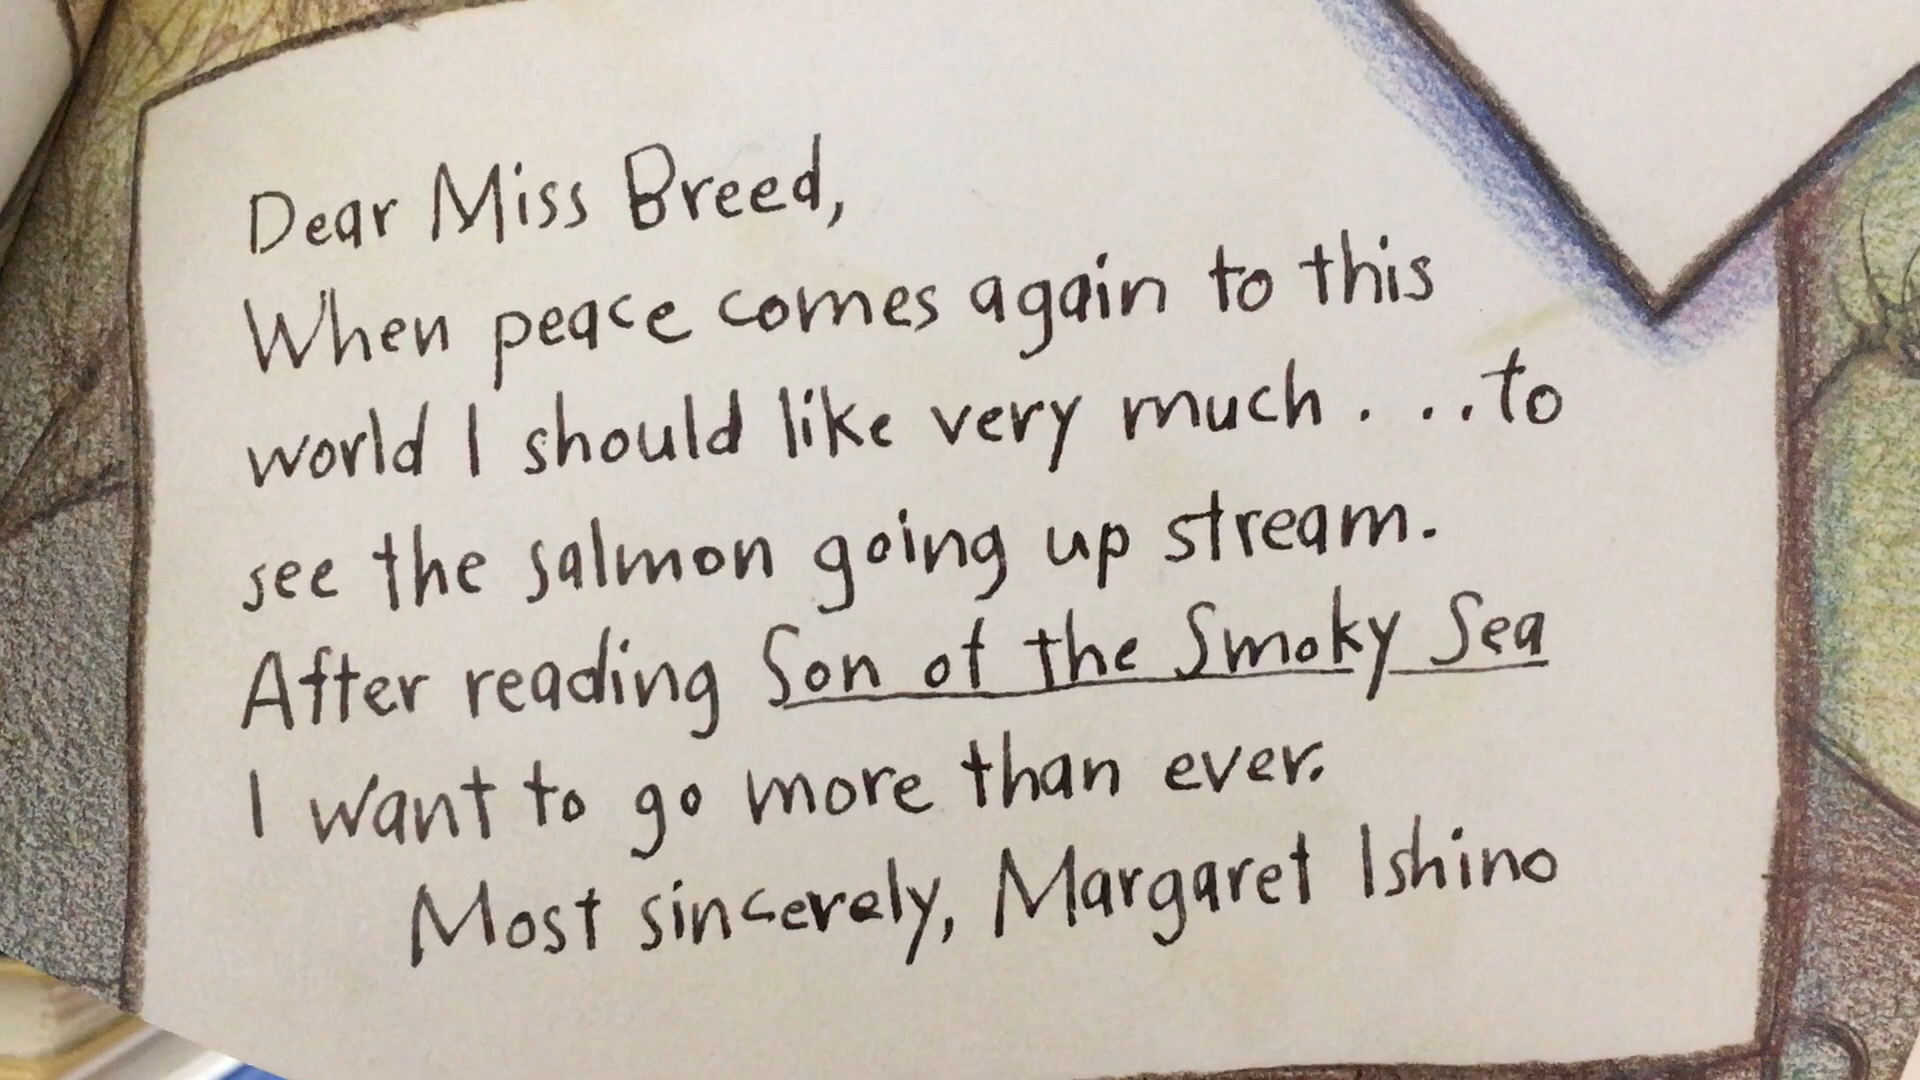 Dear Miss Breed,
When peace comes again to this
world I should like very much . . . to
see the salmon going up stream.
After reading Son of the Smoky Sea
I want to go more than ever.
Most sincerely, Margaret Ishino